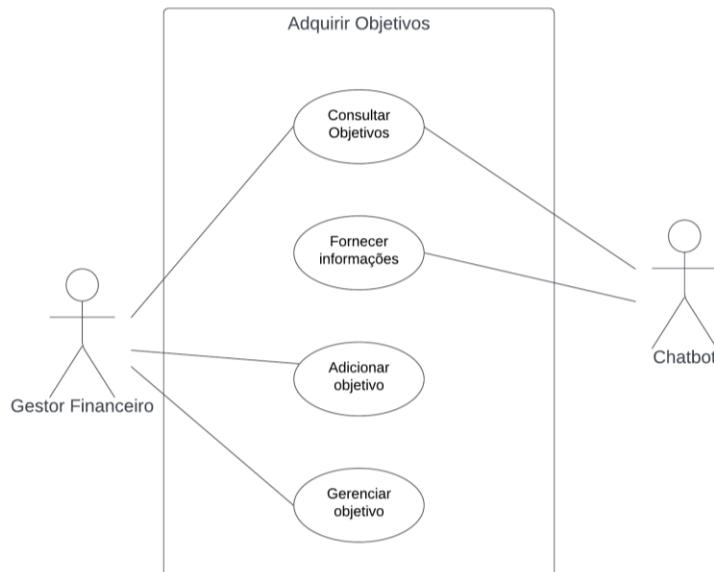 Adquirir Objetivos
Consultar
Objetivos
Fornecer
informações
Adicionar
objetivo
Gerenciar
objetivo
Gestor Financeiro
Chatbot